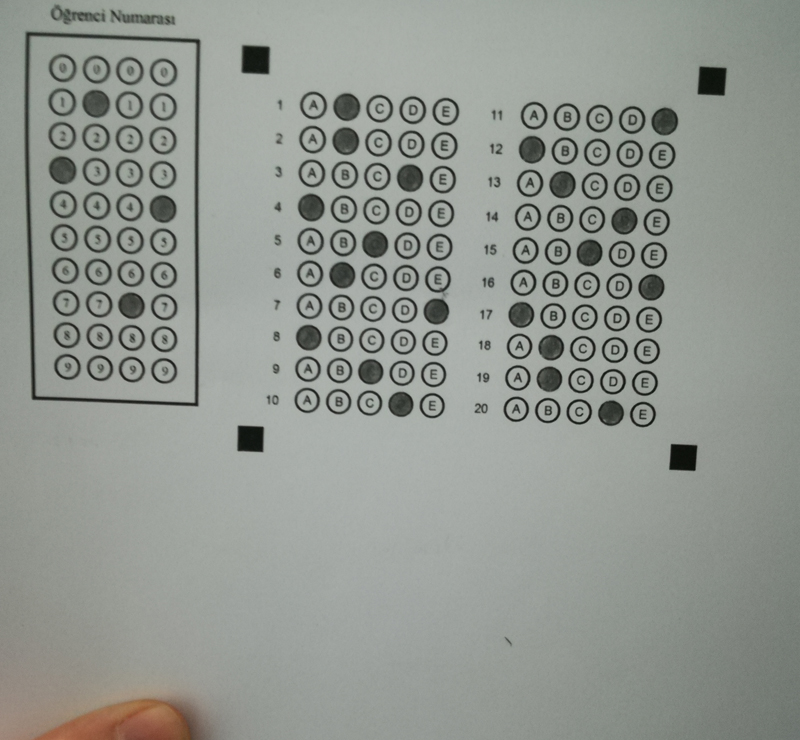 Öğrenci Numarası
0 0 0 0
1 1 1
2 2 2 2
3 3 3
4 4 4
5 5 5 5
6 6 6 6
7 7 7
8 8 8 8
9 9 9 9
1 A C D E
2 A C D E
3 A B C E
4 B C D E
5 A B D E
6 A C D E
7 A B C D
8 B C D E
9 A B D E
10 A B C E
11 A B C D
12 B C D E
13 A C D E
14 A B C E
15 A B D E
16 A B C D
17 B C D E
18 A C D E
19 A C D E
20 A B C E